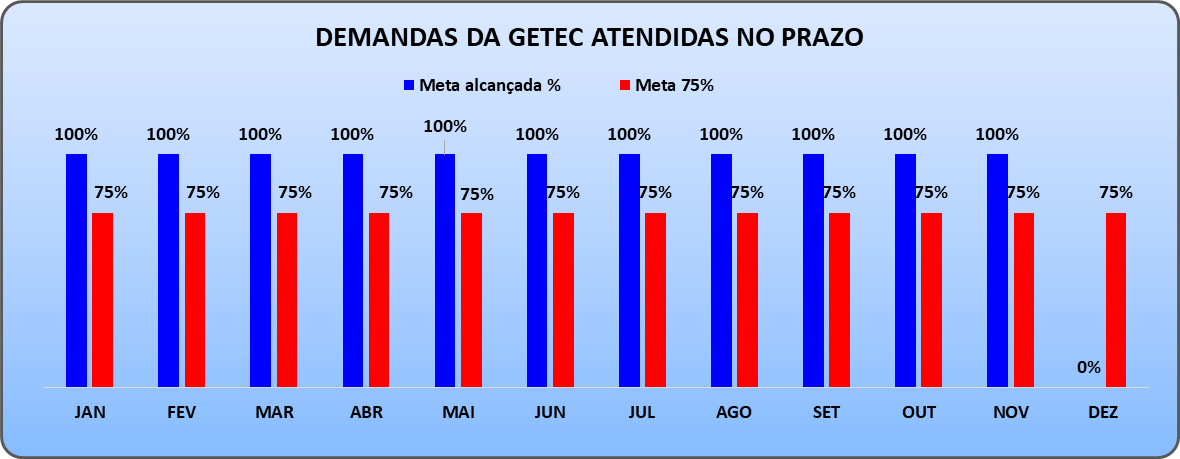 DEMANDAS DA GETEC ATENDIDAS NO PRAZO
Meta alcançada % Meta 75%
100% 100% 100% 100% 100% 100% 100% 100% 100% 100% 100%
75% 75% 75% 75% 75% 75% 75% 75% 75% 75% 75% 75%
0%
JAN FEV MAR ABR MAI JUN JUL AGO SET OUT NOV DEZ